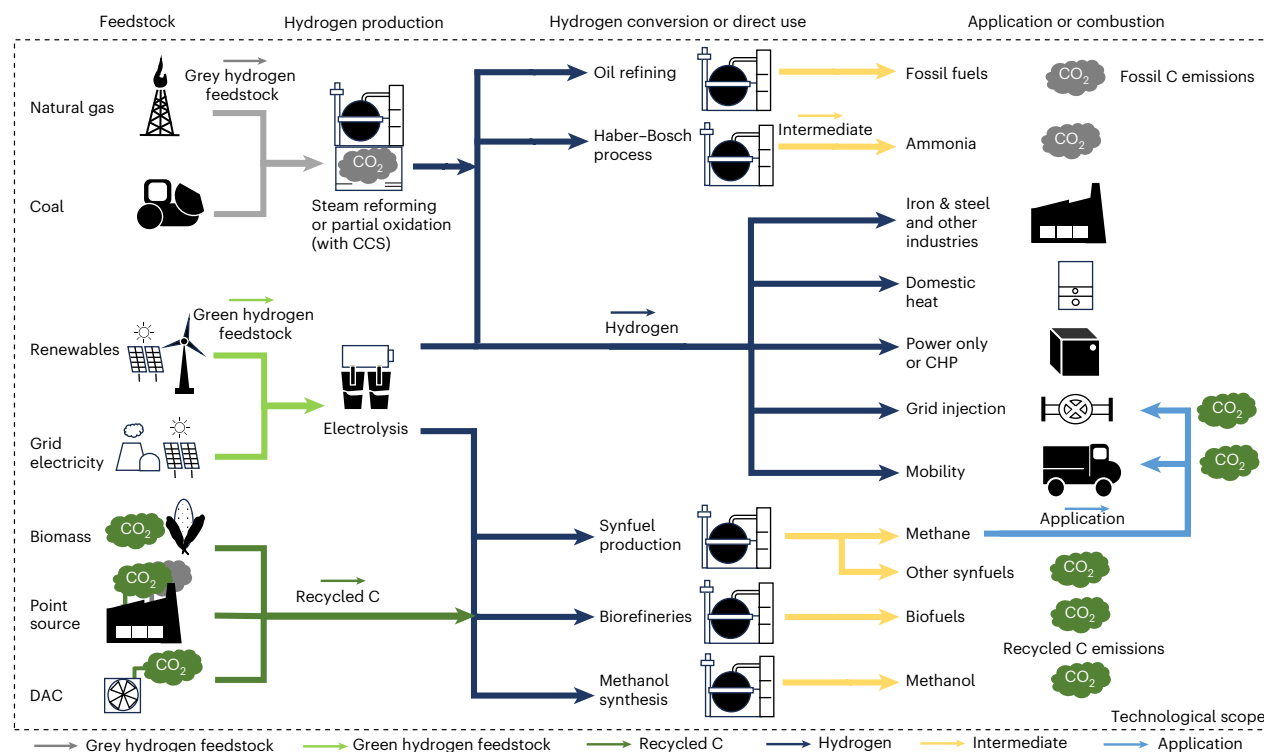 Feedstock
Hydrogen production
Hydrogen conversion or direct use
Application or combustion
Natural gas
Grey hydrogen
feedstock
Coal
CO2
Steam reforming
or partial oxidation
(with CCS)
Oil refining
Fossil fuels
CO2
Fossil C emissions
Haber–Bosch
process
Intermediate
Ammonia
CO2
Iron & steel
and other
industries
Domestic
heat
Renewables
Green hydrogen
feedstock
Hydrogen
Power only
or CHP
Grid
electricity
Electrolysis
Grid injection
CO2
Mobility
CO2
Application
Biomass
CO2
Point
source
CO2
DAC
CO2
Recycled C
Synfuel
production
Methane
Other synfuels
CO2
Biorefineries
Biofuels
CO2
Recycled C emissions
Methanol
synthesis
Methanol
CO2
Technological scope
Grey hydrogen feedstock
Green hydrogen feedstock
Recycled C
Hydrogen
Intermediate
Application